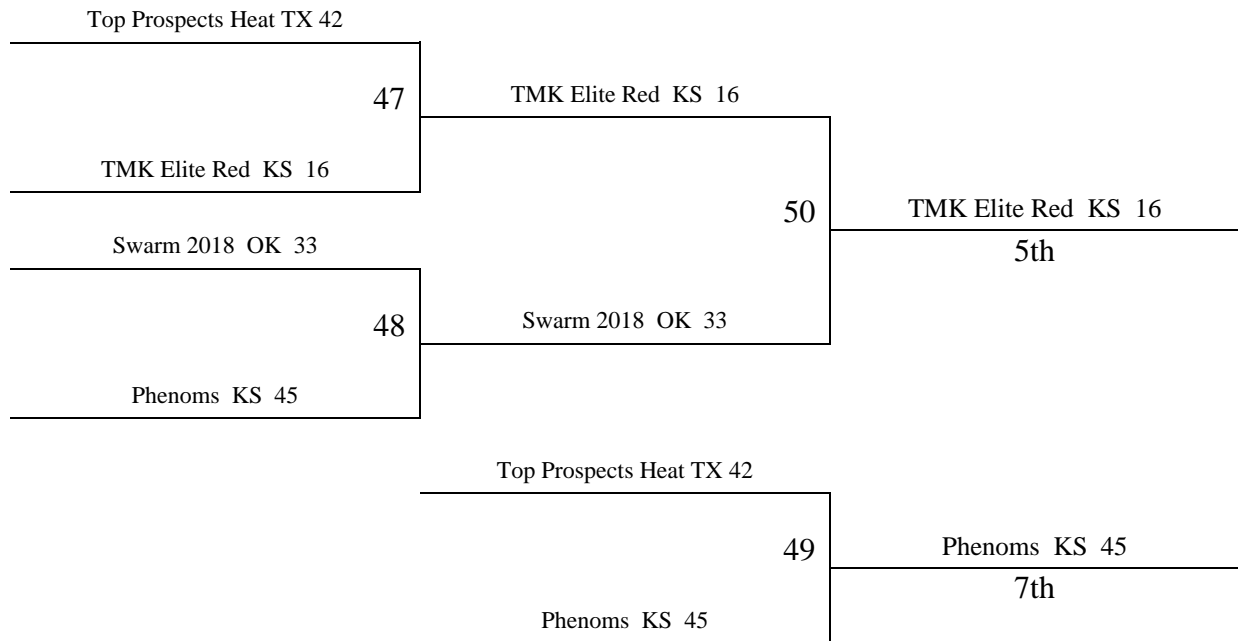 Top Prospects Heat TX 42
47
TMK Elite Red KS 16
TMK Elite Red KS 16
50
TMK Elite Red KS 16
5th
Swarm 2018 OK 33
48
Swarm 2018 OK 33
Phenoms KS 45
Top Prospects Heat TX 42
49
Phenoms KS 45
7th
Phenoms KS 45